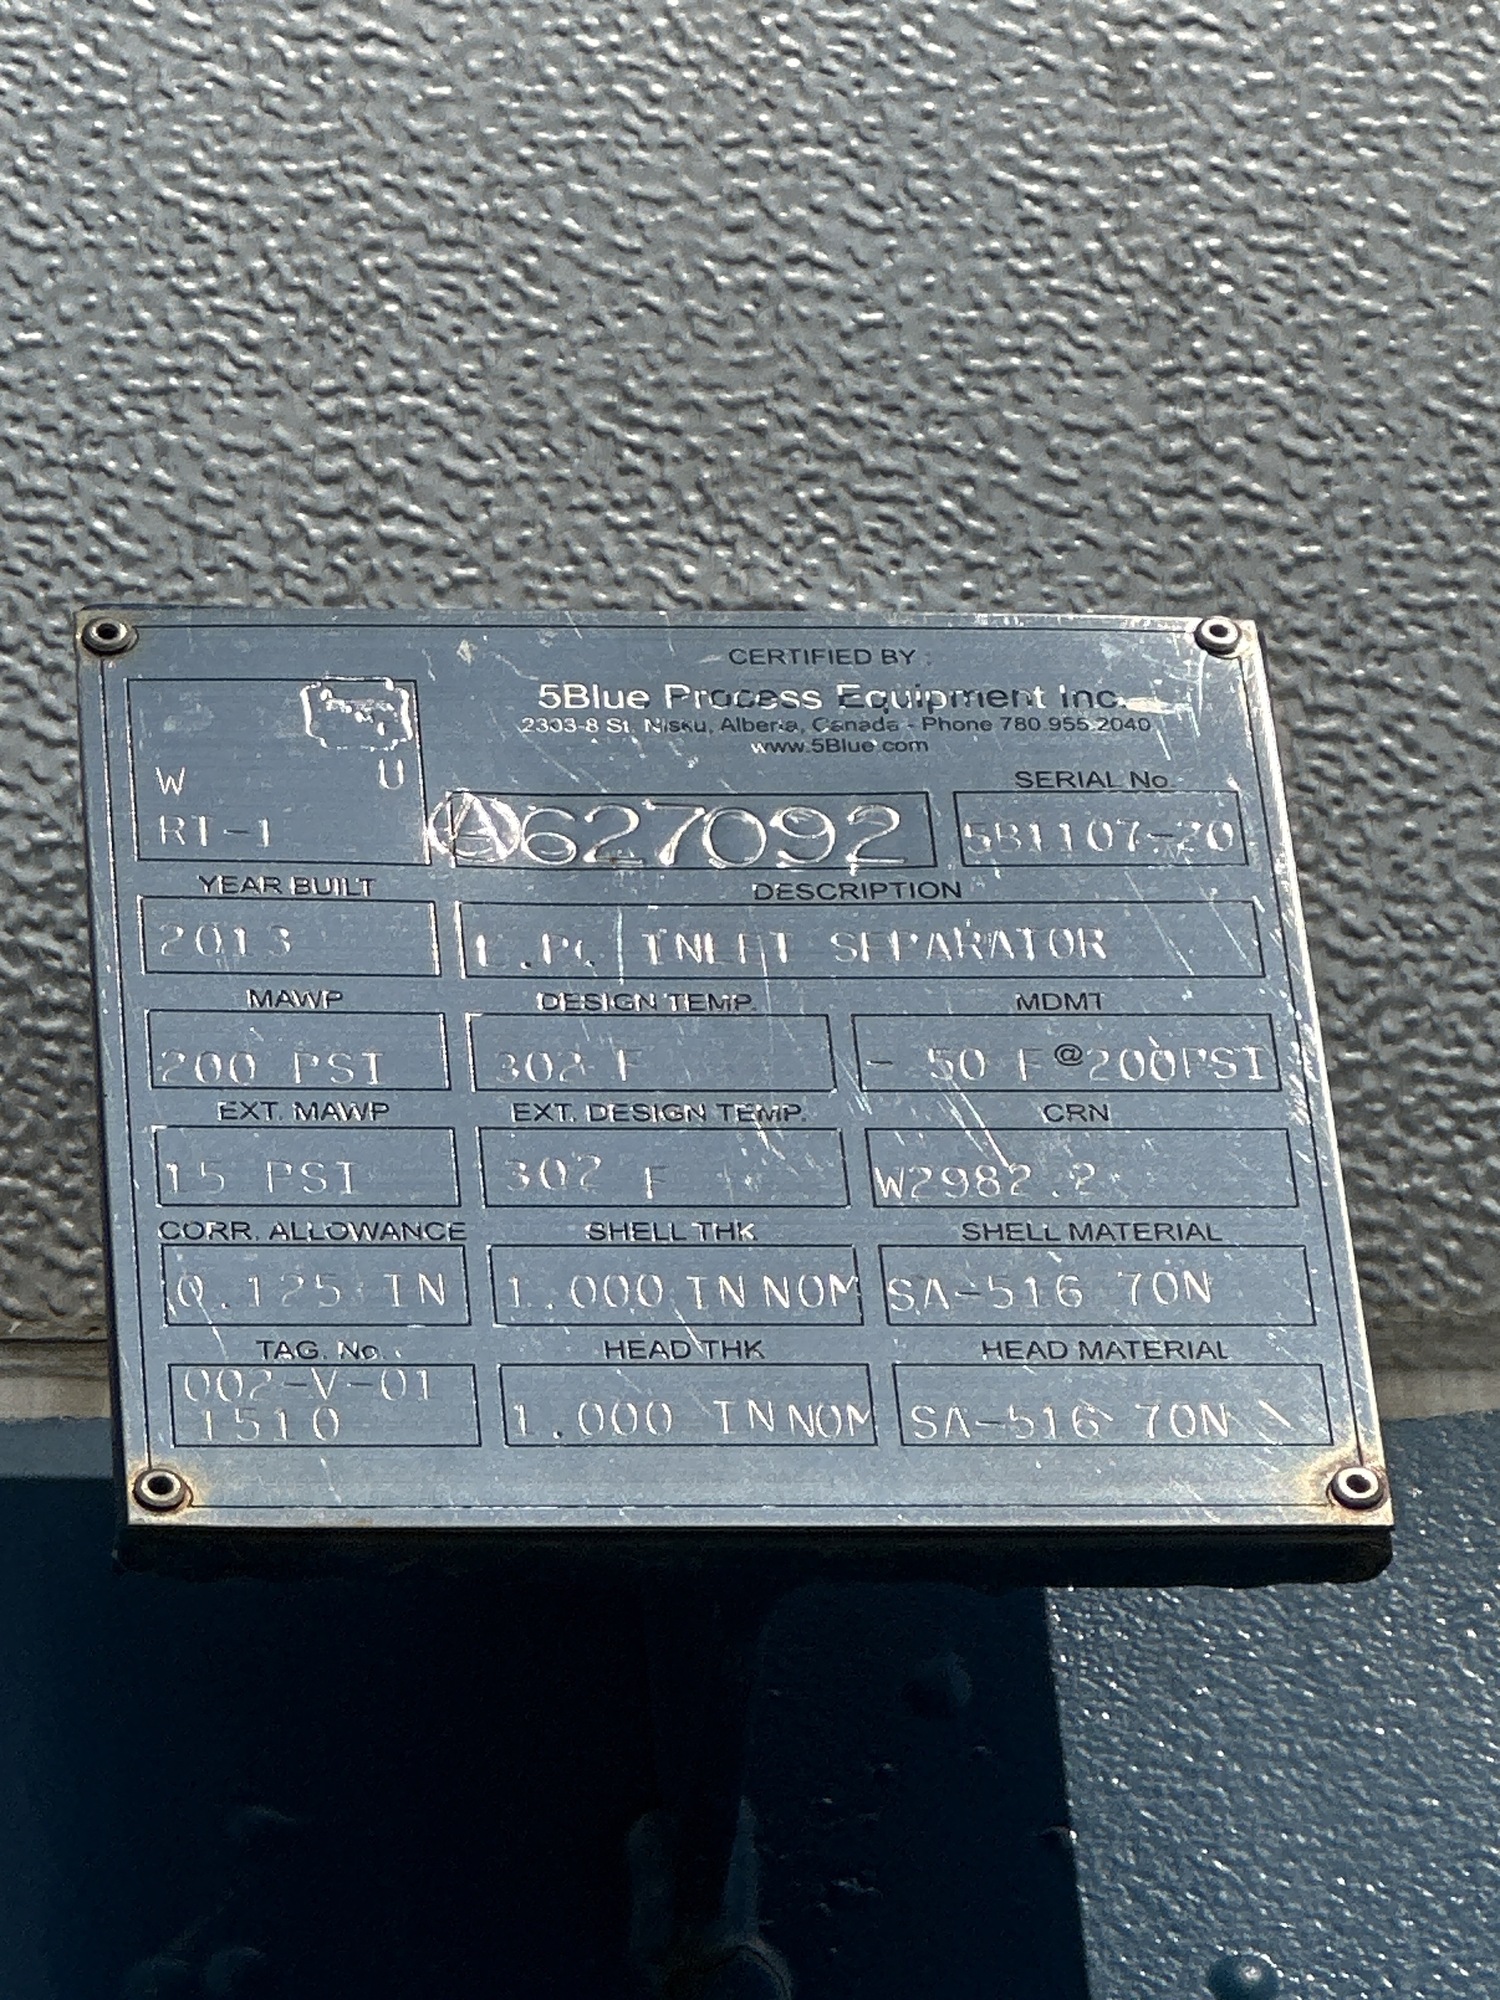 CERTIFIED BY :
5Blue Process Equipment Inc.
2303-8 St. Nisku, Alberta, Canada - Phone 780.955.2040
www.5Blue.com
W U
RT-1
A 627092
SERIAL No.
5B1107-20
YEAR BUILT
2013
DESCRIPTION
INLET SEPARATOR
MAWP
200 PSI
DESIGN TEMP.
302 F
MDMT
- 50 F @ 200PSI
EXT. MAWP
15 PSI
EXT. DESIGN TEMP.
302 F
CRN
W2982.2
CORR. ALLOWANCE
0.125 IN
SHELL THK
1.000 IN NOM
SHELL MATERIAL
SA-516 70N
TAG. No.
002-V-01
1510
HEAD THK
1.000 IN NOM
HEAD MATERIAL
SA-516 70N